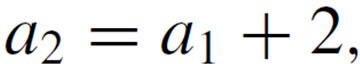 a₂ = a₁ + 2,